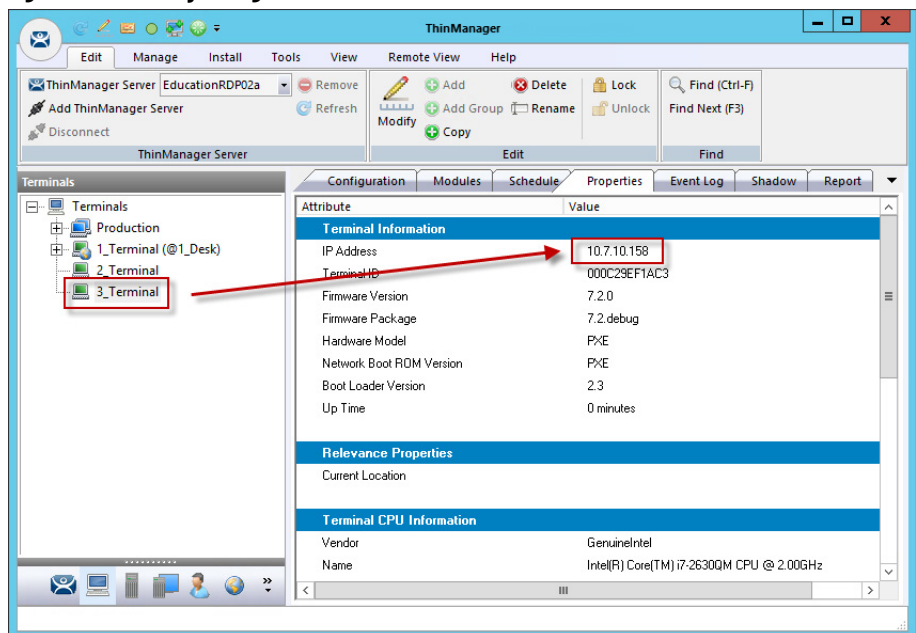 ThinManager
Edit Manage Install Tools View Remote View Help
ThinManager Server EducationRDP02a
Add ThinManager Server
Disconnect
ThinManager Server
Remove
Refresh
Modify
Add
Add Group
Copy
Delete
Rename
Edit
Lock
Unlock
Find (Ctrl-F)
Find Next (F3)
Find
Terminals
Terminals
Production
1_Terminal (@1_Desk)
2_Terminal
3_Terminal
Configuration Modules Schedule Properties Event Log Shadow Report
Attribute Value
Terminal Information
IP Address 10.7.10.158
Terminal ID 000C29EF1AC3
Firmware Version 7.2.0
Firmware Package 7.2.debug
Hardware Model PXE
Network Boot ROM Version PXE
Boot Loader Version 2.3
Up Time 0 minutes
Relevance Properties
Current Location
Terminal CPU Information
Vendor GenuineIntel
Name Intel(R) Core(TM) i7-2630QM CPU @ 2.00GHz